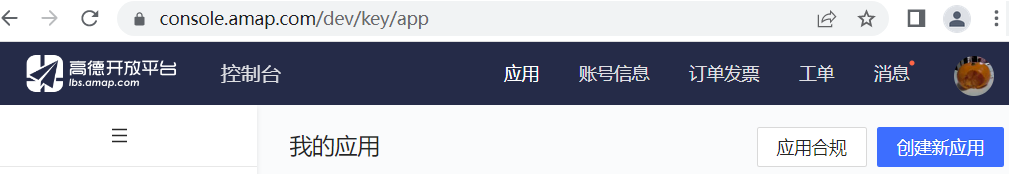 console.amap.com/dev/key/app
高德开放平台 控制台 应用 账号信息 订单发票 工单 消息
lbs.amap.com
我的应用 应用合规 创建新应用